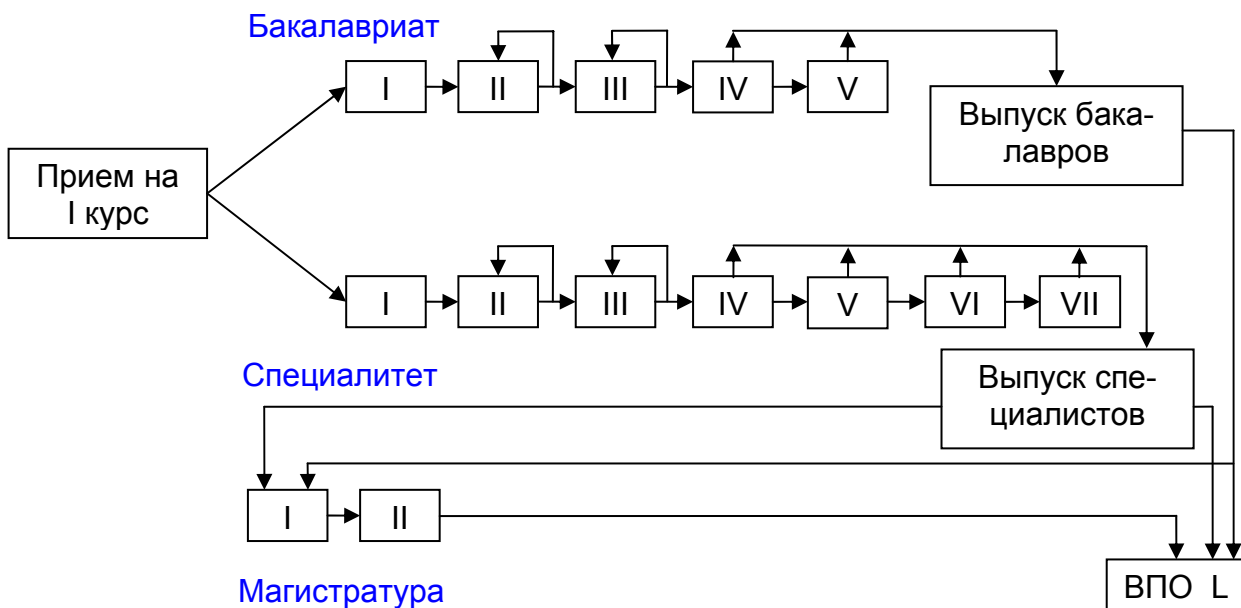 Бакалавриат
I II III IV V
Выпуск бака-
лавров
Прием на
I курс
I II III IV V VI VII
Специалитет
Выпуск спе-
циалистов
I II
Магистратура
ВПО L